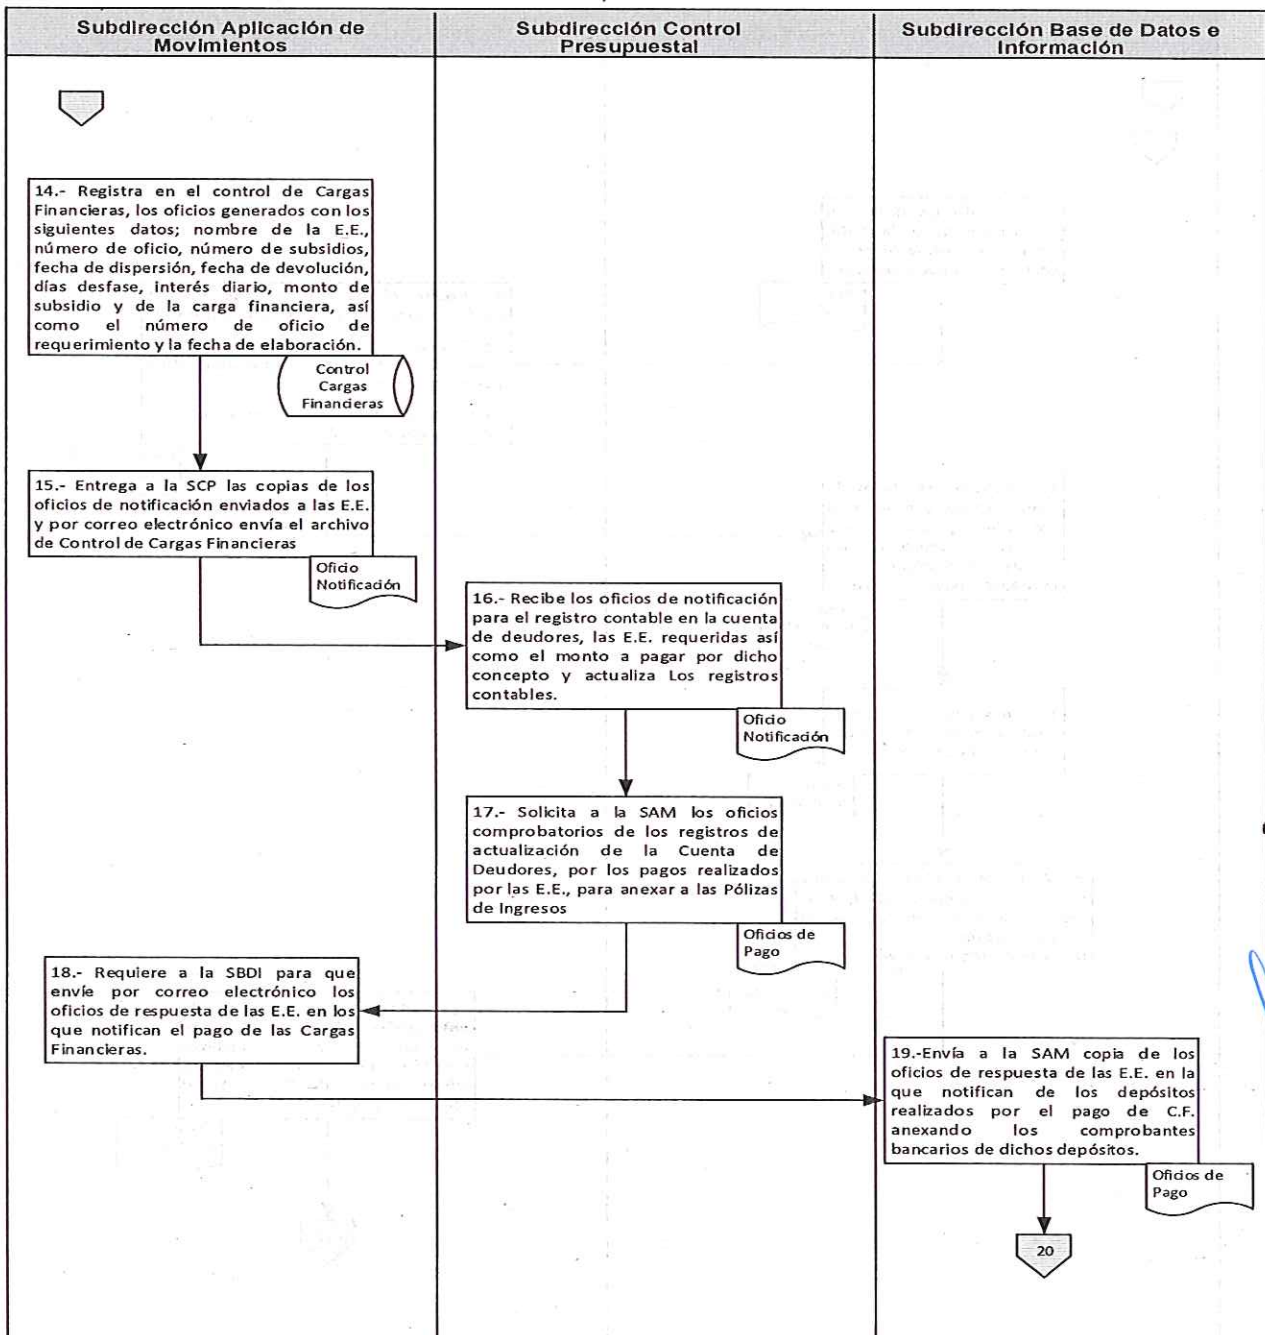 Subdirección Aplicación de
Movimientos
Subdirección Control
Presupuestal
Subdirección Base de Datos e
Información
14.- Registra en el control de Cargas
Financieras, los oficios generados con los
siguientes datos; nombre de la E.E.,
número de oficio, número de subsidios,
fecha de dispersión, fecha de devolución,
días desfase, interés diario, monto de
subsidio y de la carga financiera, así
como el número de oficio de
requerimiento y la fecha de elaboración.
Control
Cargas
Financieras
15.- Entrega a la SCP las copias de los
oficios de notificación enviados a las E.E.
y por correo electrónico envía el archivo
de Control de Cargas Financieras
Oficio
Notificación
16.- Recibe los oficios de notificación
para el registro contable en la cuenta
de deudores, las E.E. requeridas así
como el monto a pagar por dicho
concepto y actualiza Los registros
contables.
Oficio
Notificación
17.- Solicita a la SAM los oficios
comprobatorios de los registros de
actualización de la Cuenta de
Deudores, por los pagos realizados
por las E.E., para anexar a las Pólizas
de Ingresos
Oficios de
Pago
18.- Requiere a la SBDI para que
envíe por correo electrónico los
oficios de respuesta de las E.E. en los
que notifican el pago de las Cargas
Financieras.
19.-Envía a la SAM copia de los
oficios de respuesta de las E.E. en la
que notifican de los depósitos
realizados por el pago de C.F.
anexando los comprobantes
bancarios de dichos depósitos.
Oficios de
Pago
20